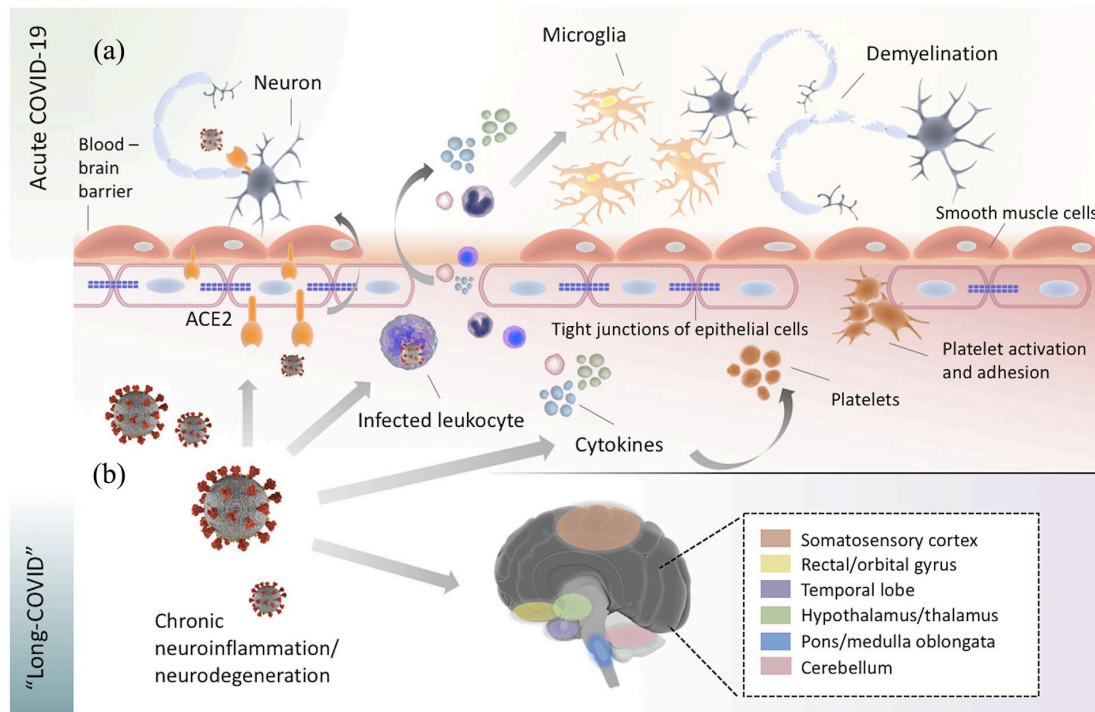 Acute COVID-19
(a)
Neuron
Blood –
brain
barrier
Microglia
Demyelination
Smooth muscle cells
ACE2
Tight junctions of epithelial cells
Platelet activation
and adhesion
Platelets
Infected leukocyte
Cytokines
(b)
"Long-COVID"
Chronic
neuroinflammation/
neurodegeneration
Somatosensory cortex
Rectal/orbital gyrus
Temporal lobe
Hypothalamus/thalamus
Pons/medulla oblongata
Cerebellum